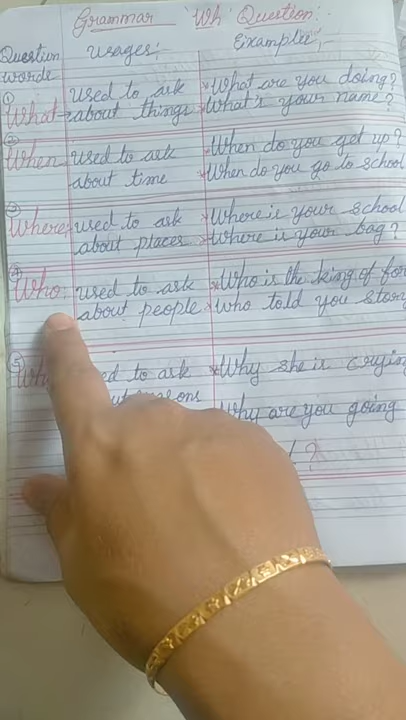 Grammar 'Wh' Question:
Question words
usages:
Examples:-
① What → used to ask about things
* What are you doing?
* What's your name?
② When → used to ask about time
* When do you get up?
* When do you go to school
③ Where: used to ask about places
* Where is your school
* Where is your bag?
④ Who: used to ask about people
* Who is the king of
* Who told you
⑤ to ask
* Why she is
* Why are you going
?